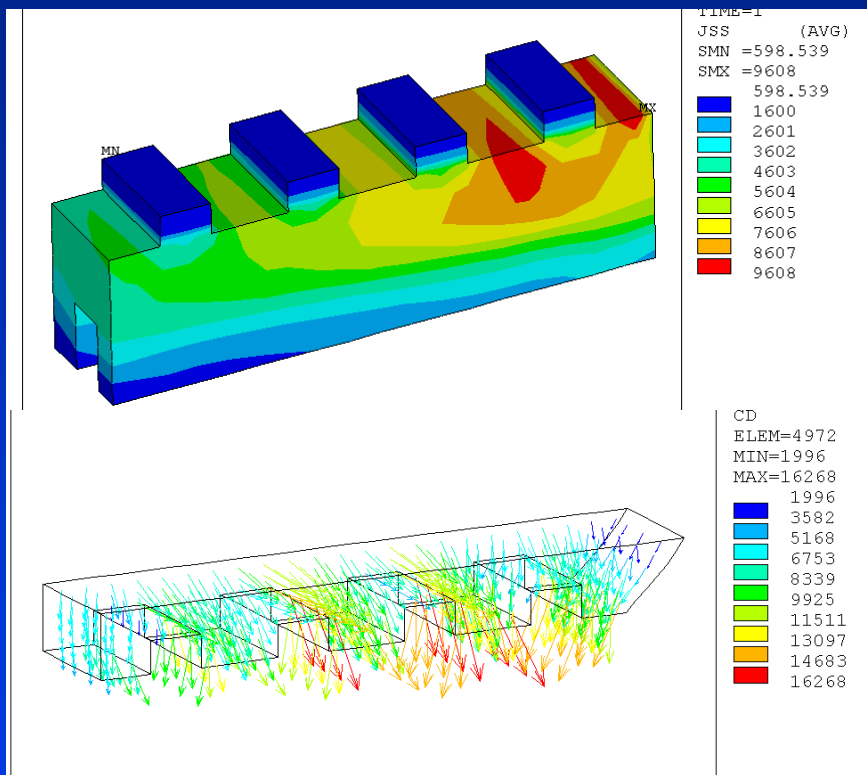 TIME=1
JSS (AVG)
SMN =598.539
SMX =9608
598.539
1600
2601
3602
4603
5604
6605
7606
8607
9608
MX
MN
CD
ELEM=4972
MIN=1996
MAX=16268
1996
3582
5168
6753
8339
9925
11511
13097
14683
16268